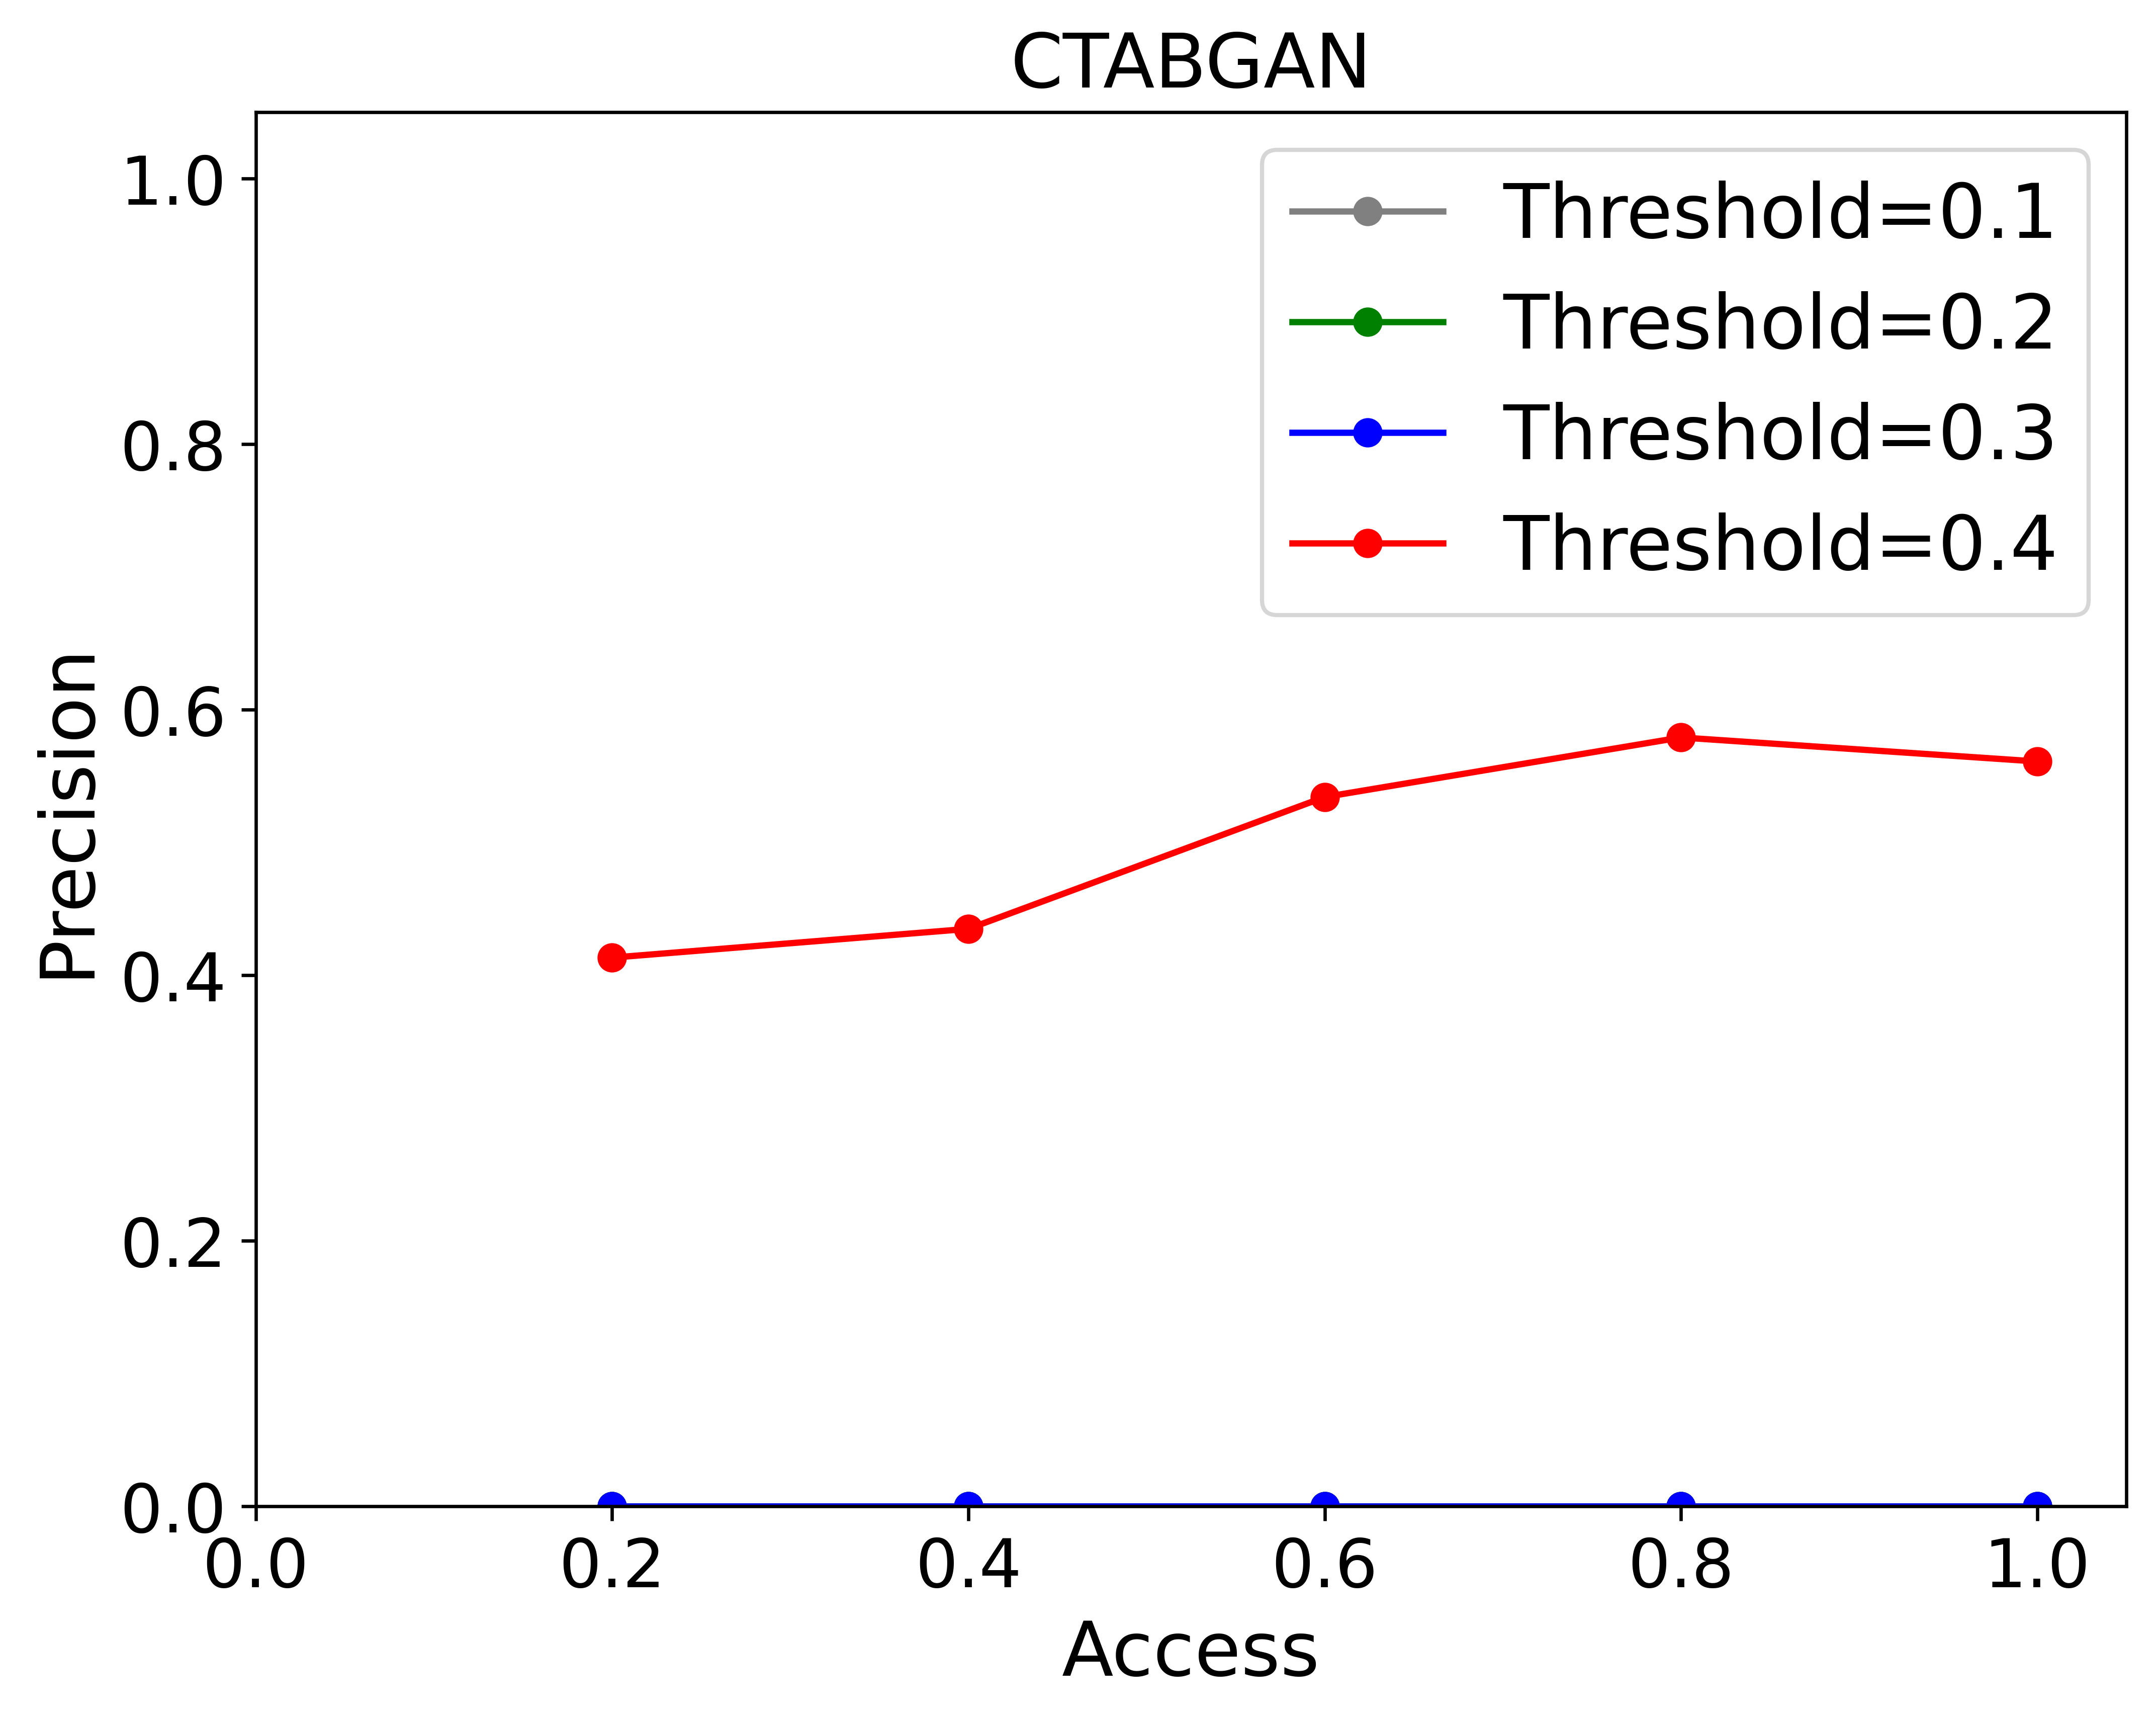 CTABGAN
1.0
0.8
0.6
0.4
0.2
0.0
Precision
Threshold=0.1
Threshold=0.2
Threshold=0.3
Threshold=0.4
0.0 0.2 0.4 0.6 0.8 1.0
Access